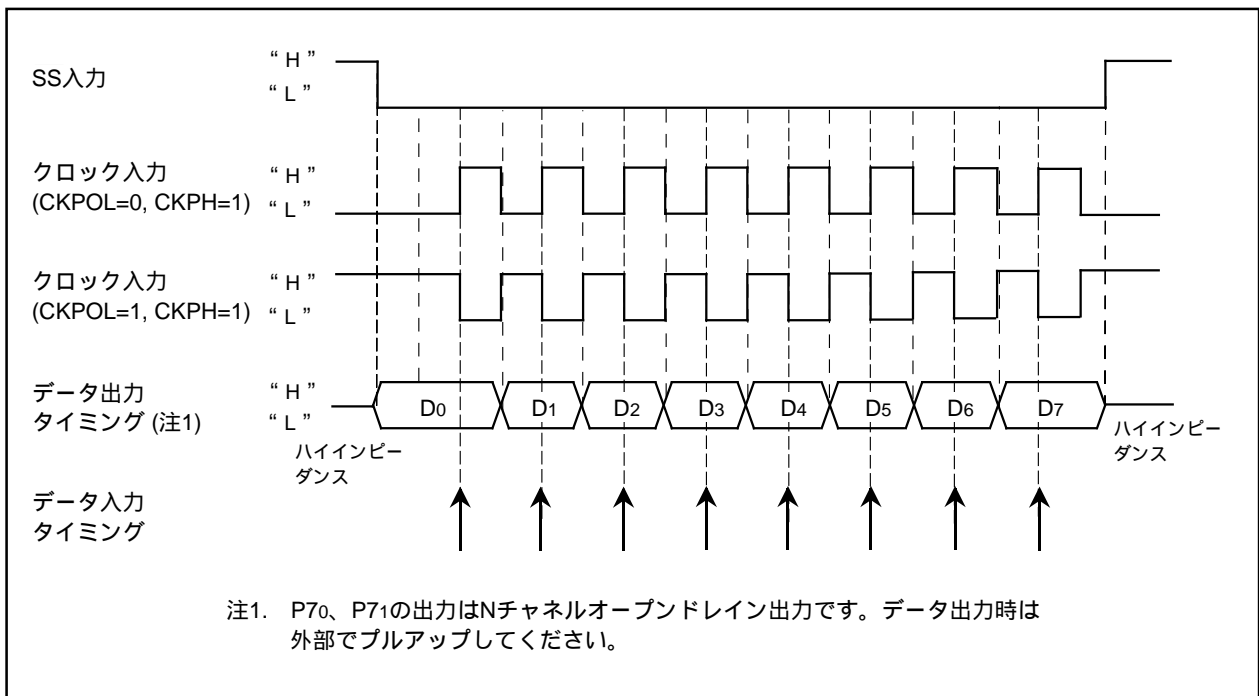 SS入力
“ H ”
“ L ”
クロック入力
(CKPOL=0, CKPH=1)
“ H ”
“ L ”
クロック入力
(CKPOL=1, CKPH=1)
“ H ”
“ L ”
データ出力
タイミング (注1)
“ H ”
“ L ”
D0 D1 D2 D3 D4 D5 D6 D7
ハイインピー
ダンス
ハイインピー
ダンス
データ入力
タイミング
注1. P70、P71の出力はNチャネルオープンドレイン出力です。データ出力時は
外部でプルアップしてください。